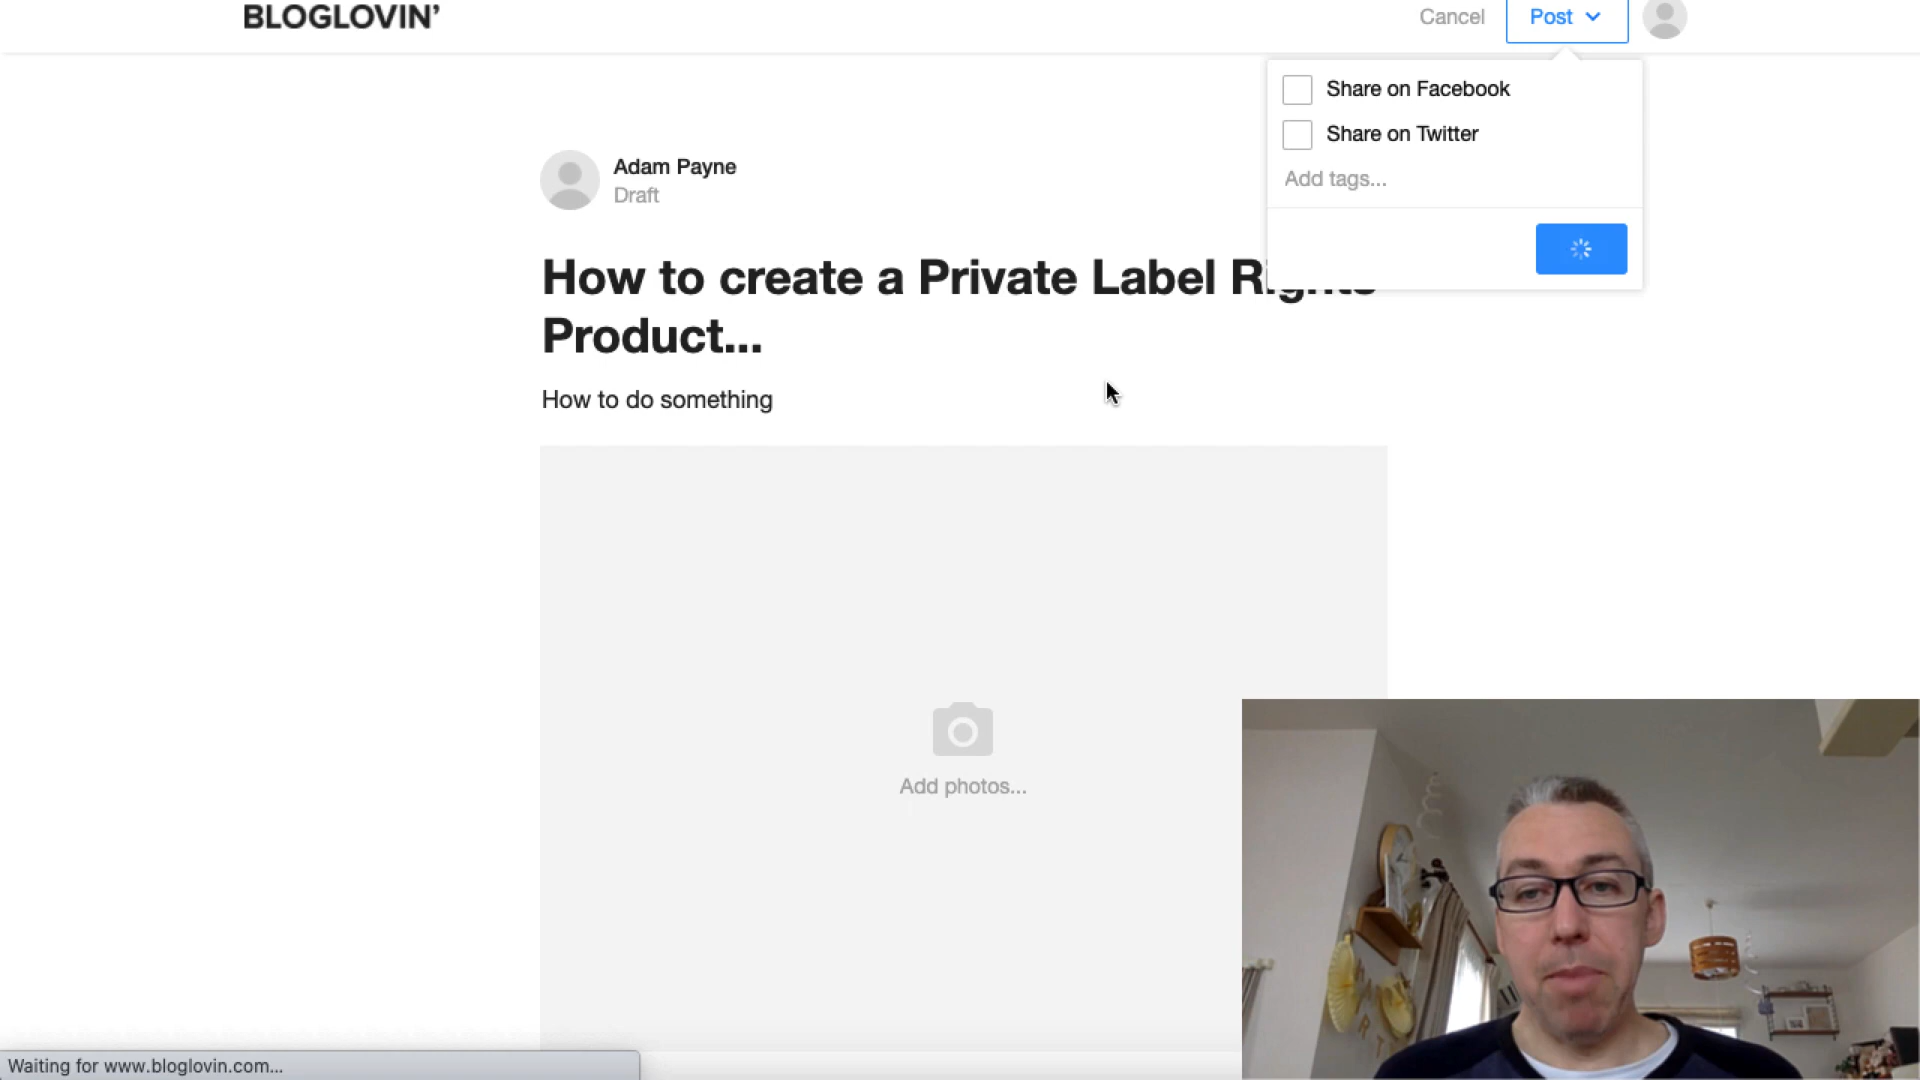 BLOGLOVIN’
Cancel
Post
Share on Facebook
Share on Twitter
Add tags...
Adam Payne
Draft
How to create a Private Label Rights
Product...
How to do something
Add photos...
Waiting for www.bloglovin.com...